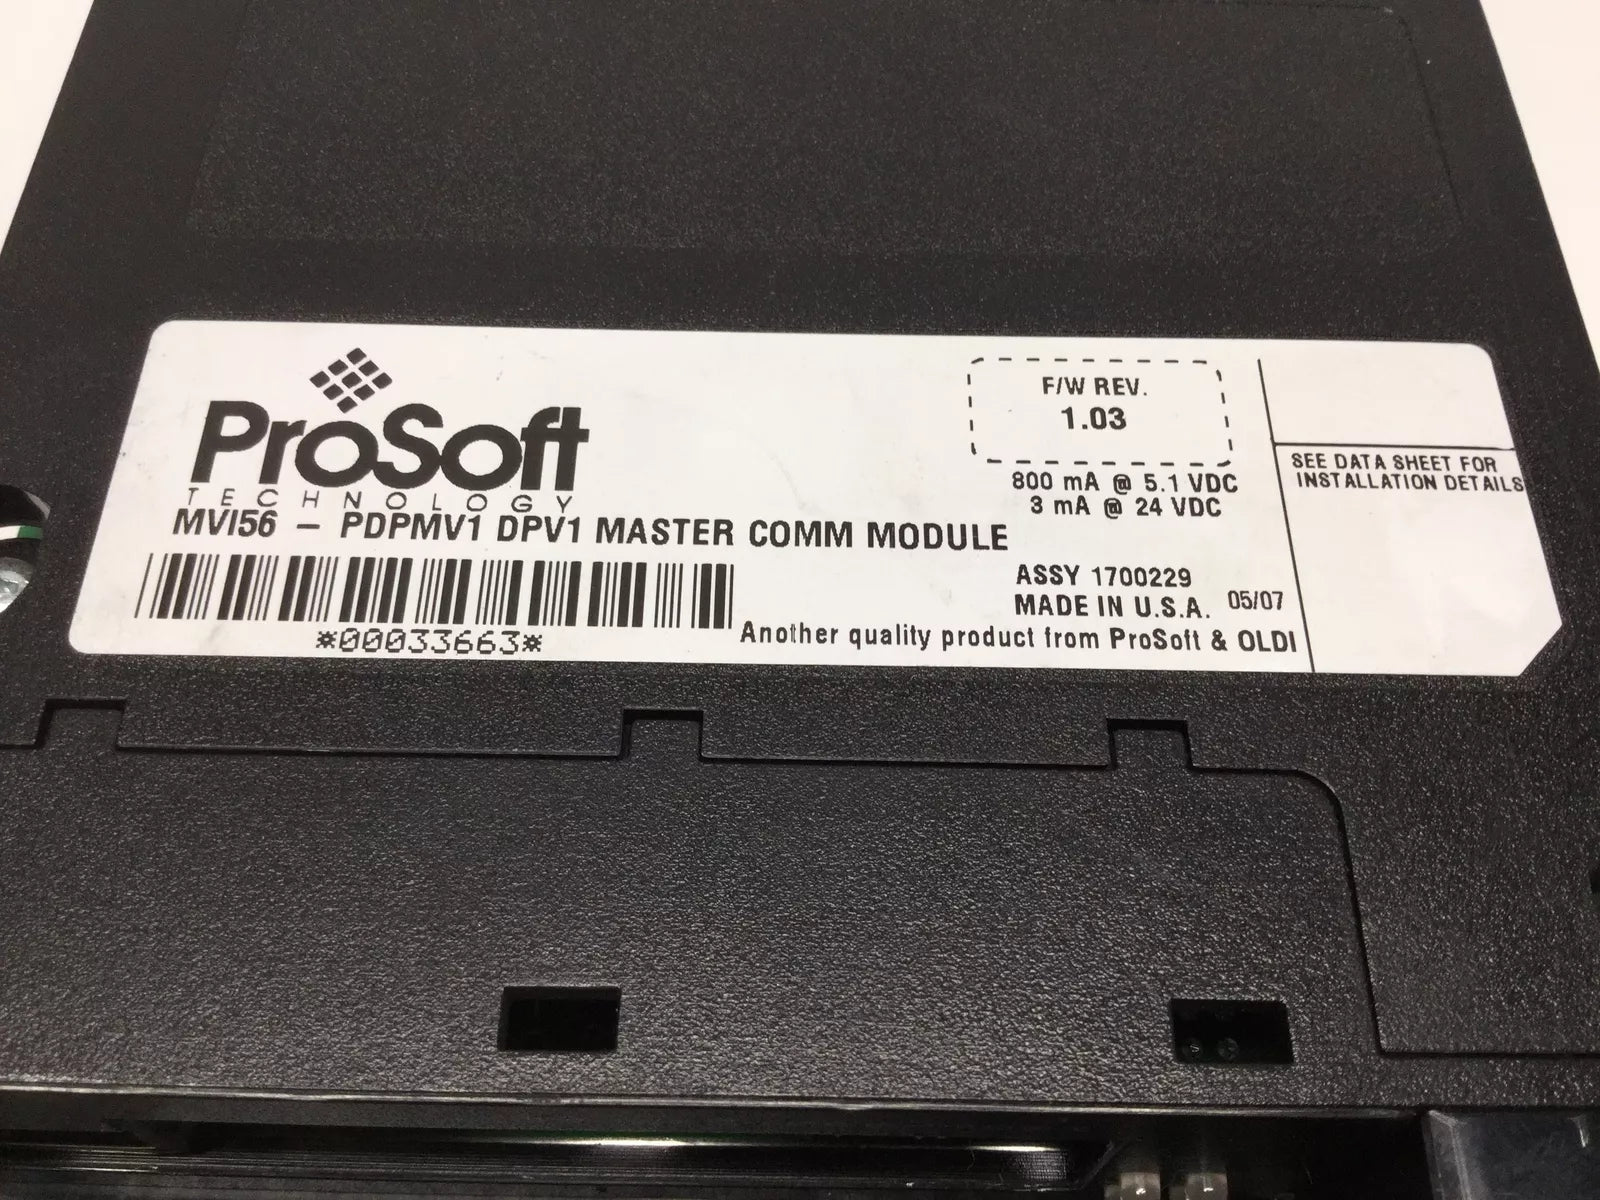 ProSoft
TECHNOLOGY
MVI56 – PDPMV1 DPV1 MASTER COMM MODULE
*00033663*
F/W REV.
1.03
800 mA @ 5.1 VDC
3 mA @ 24 VDC
ASSY 1700229
MADE IN U.S.A. 05/07
Another quality product from ProSoft & OLDI
SEE DATA SHEET FOR
INSTALLATION DETAILS